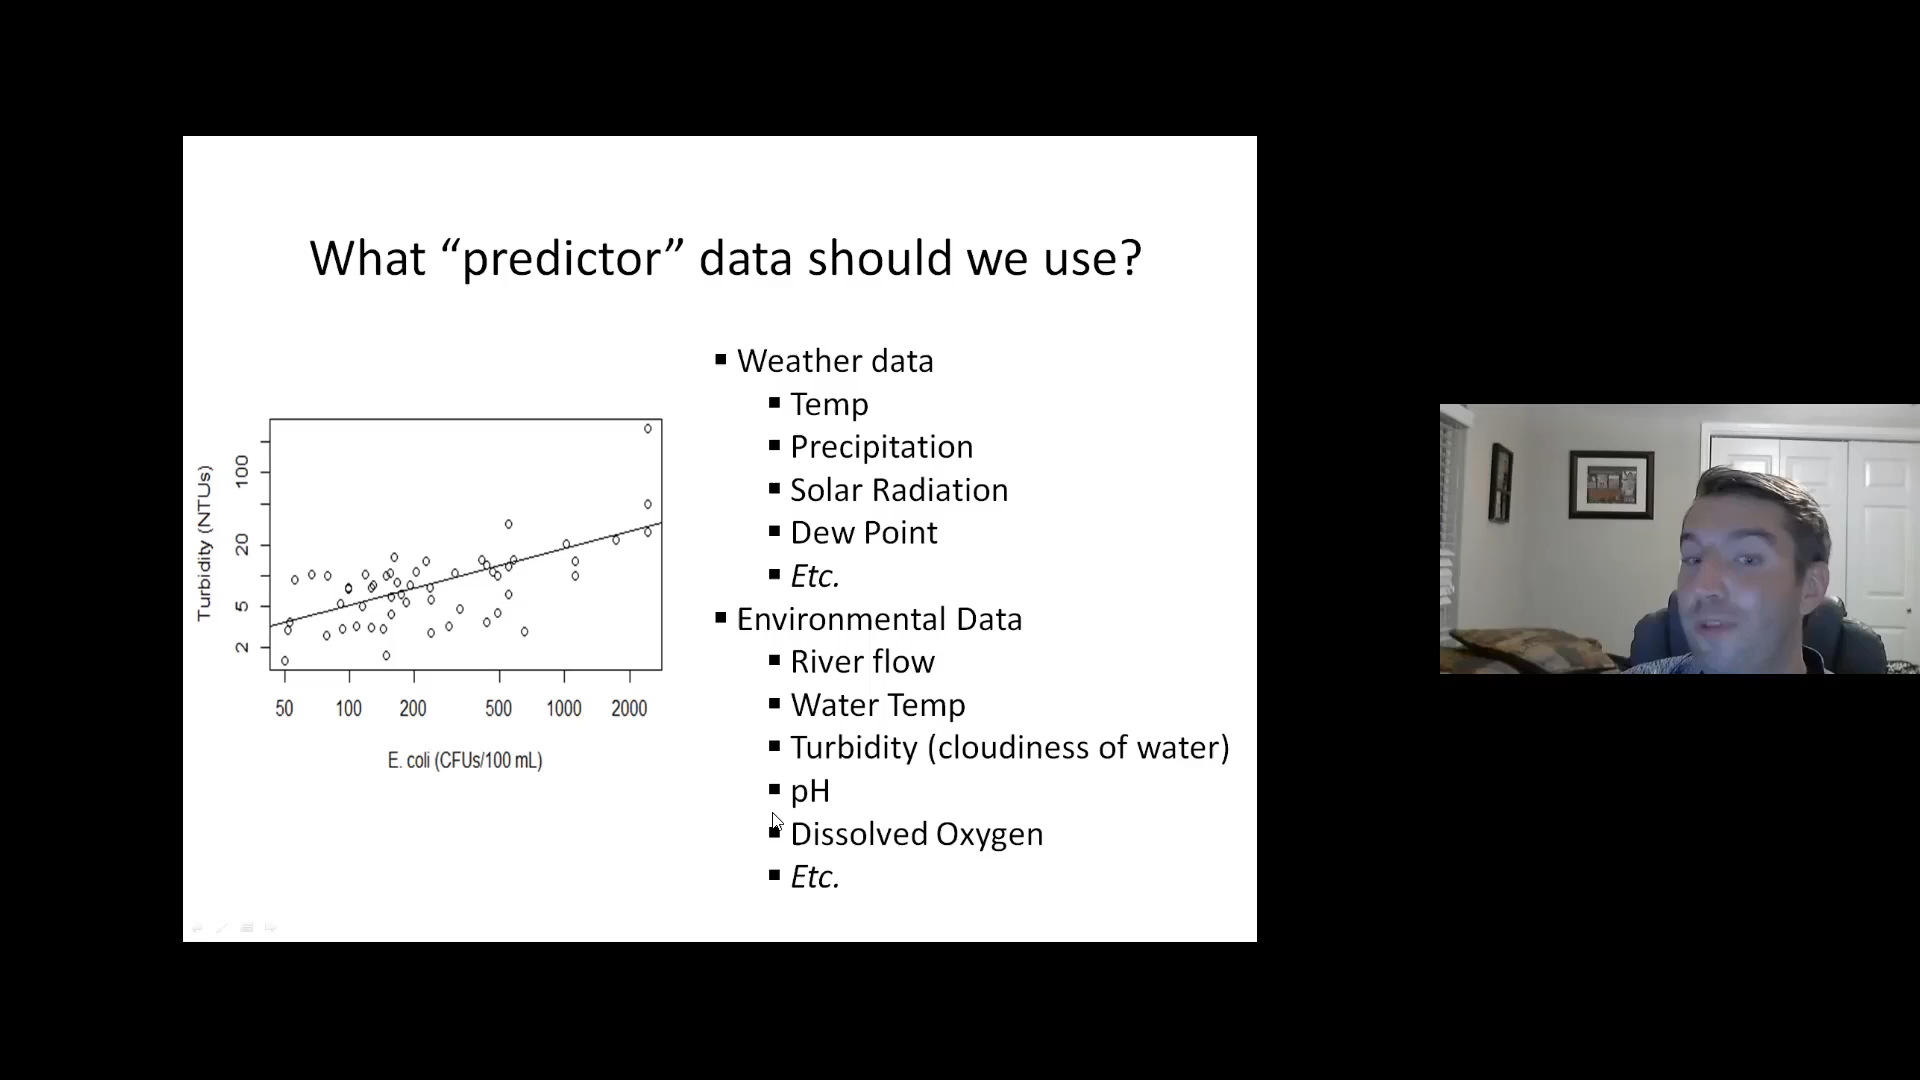 What “predictor” data should we use?
Weather data
Temp
Precipitation
Solar Radiation
Dew Point
Etc.
Environmental Data
River flow
Water Temp
Turbidity (cloudiness of water)
pH
Dissolved Oxygen
Etc.
Turbidity (NTUs)
100
20
5
2
50 100 200 500 1000 2000
E. coli (CFUs/100 mL)